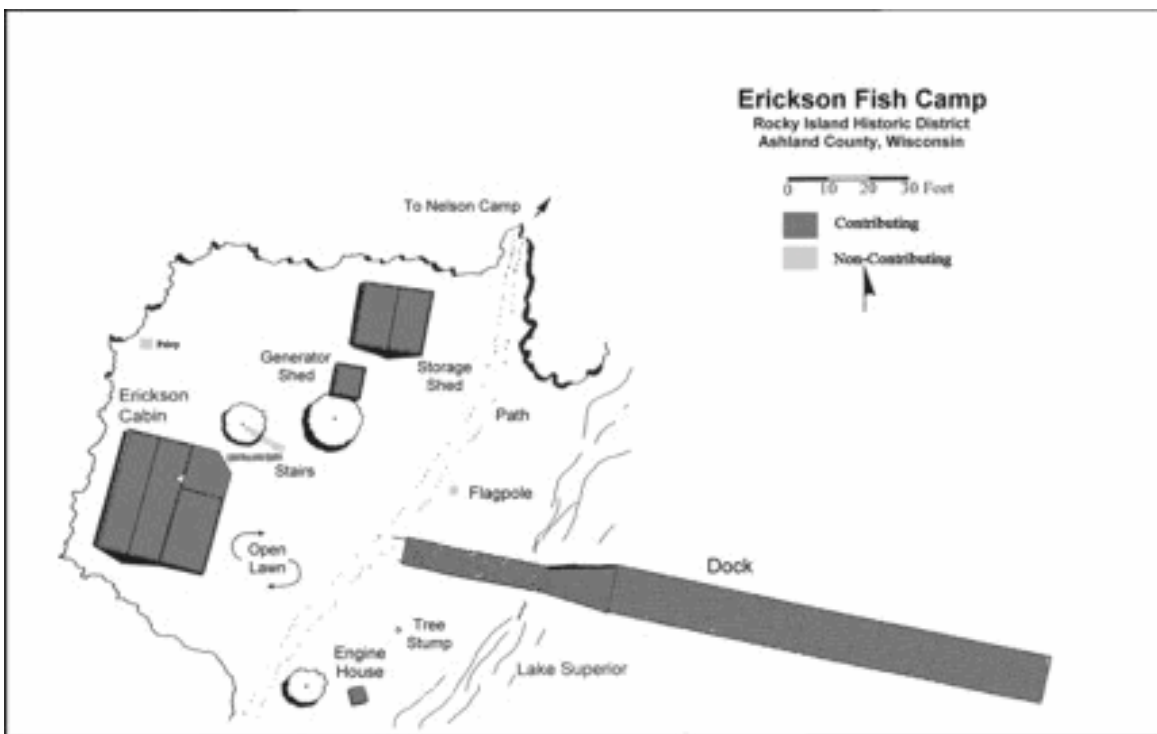 Erickson Fish Camp
Rocky Island Historic District
Ashland County, Wisconsin
0 10 20 30 Feet
Contributing
Non-Contributing
To Nelson Camp
Generator
Shed
Storage
Shed
Privy
Erickson
Cabin
Path
Stairs
Flagpole
Open
Lawn
Dock
Tree
Stump
Engine
House
Lake Superior